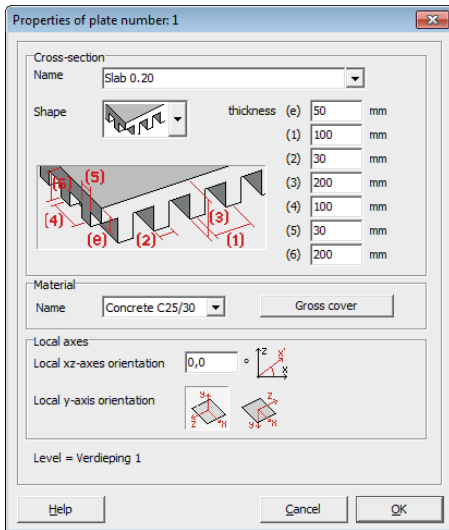 Properties of plate number: 1
Cross-section
Name Slab 0.20
Shape thickness (e) 50 mm
(1) 100 mm
(2) 30 mm
(3) 200 mm
(4) 100 mm
(5) 30 mm
(6) 200 mm
(6) (5) (4) (e) (2) (3) (1)
Material
Name Concrete C25/30 Gross cover
Local axes
Local xz-axes orientation 0,0 ° z x' x
Local y-axis orientation y z x z x y
Level = Verdieping 1
Help Cancel OK